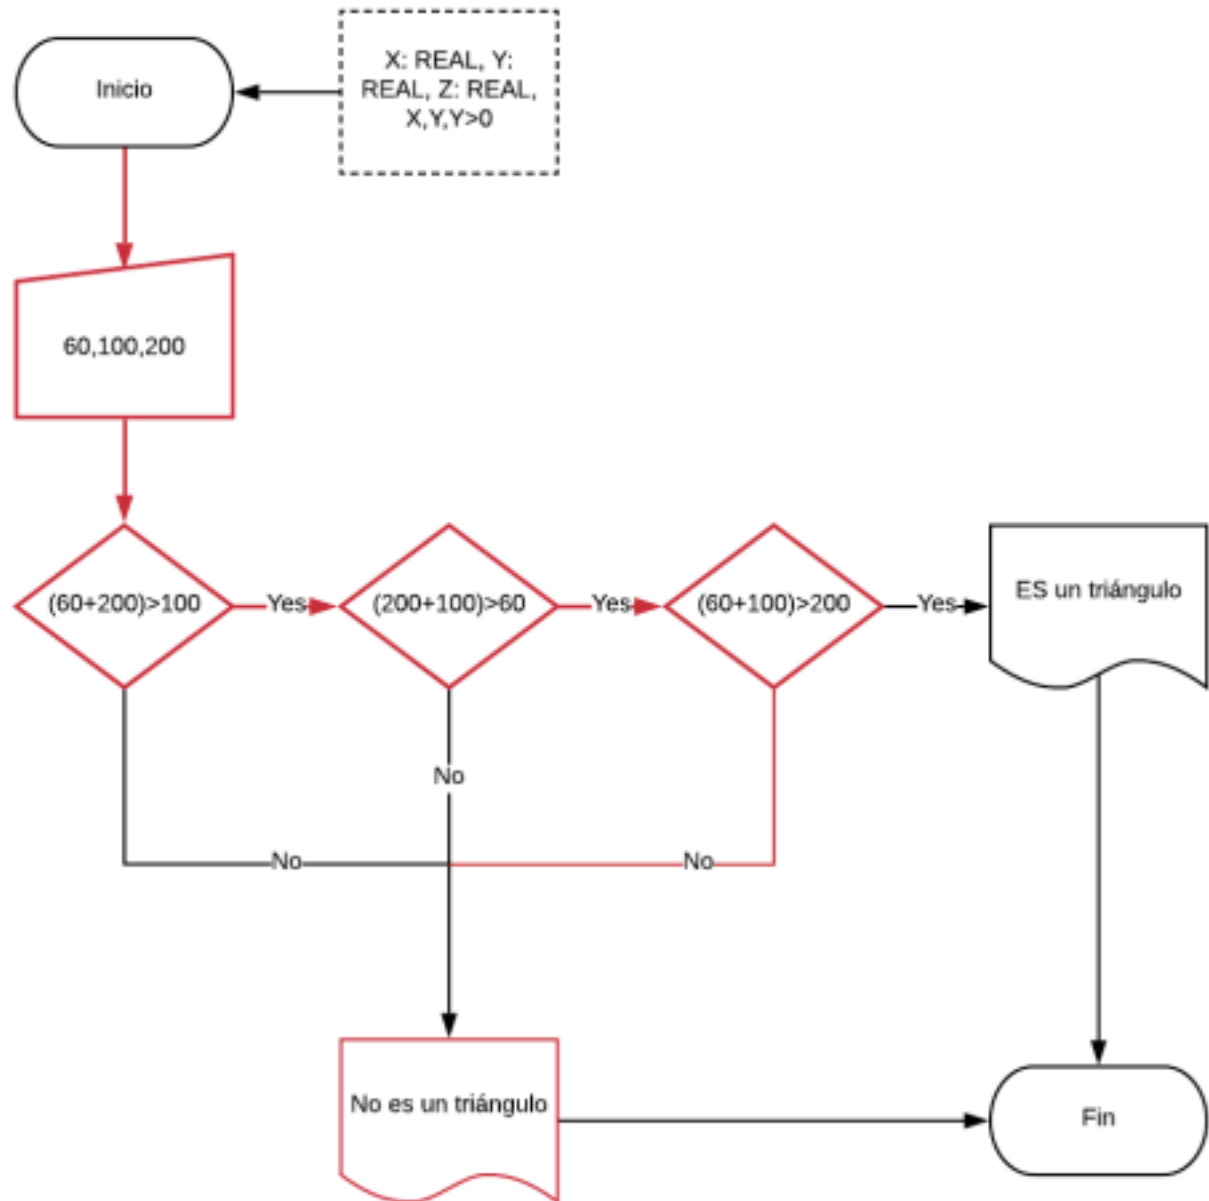 Inicio
X: REAL, Y:
REAL, Z: REAL,
X,Y,Y>0
60,100,200
(60+200)>100
Yes
(200+100)>60
Yes
(60+100)>200
Yes
ES un triángulo
No
No
No
No es un triángulo
Fin